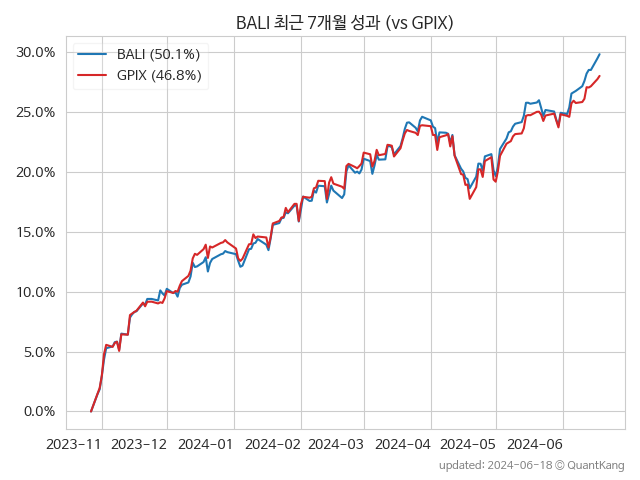 BALI 최근 7개월 성과 (vs GPIX)
BALI (50.1%)
GPIX (46.8%)
30.0%
25.0%
20.0%
15.0%
10.0%
5.0%
0.0%
2023-11 2023-12 2024-01 2024-02 2024-03 2024-04 2024-05 2024-06
updated: 2024-06-18 © QuantKang